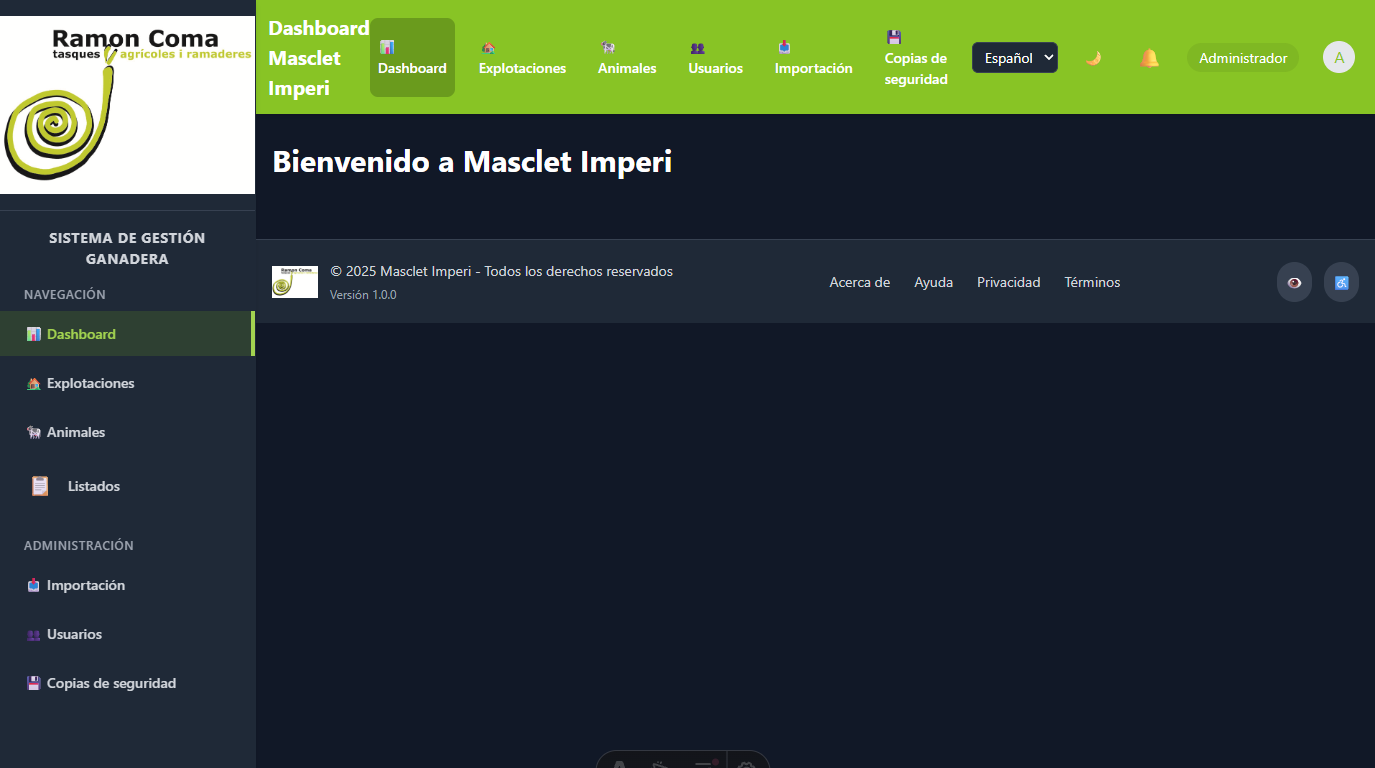 Ramon Coma
tasques agrícoles i ramaderes
SISTEMA DE GESTIÓN
GANADERA
NAVEGACIÓN
Dashboard
Explotaciones
Animales
Listados
ADMINISTRACIÓN
Importación
Usuarios
Copias de seguridad
Dashboard
Masclet
Imperi
Dashboard
Explotaciones
Animales
Usuarios
Importación
Copias de
seguridad
Español
Administrador
A
Bienvenido a Masclet Imperi
Ramon Coma
© 2025 Masclet Imperi - Todos los derechos reservados
Versión 1.0.0
Acerca de
Ayuda
Privacidad
Términos